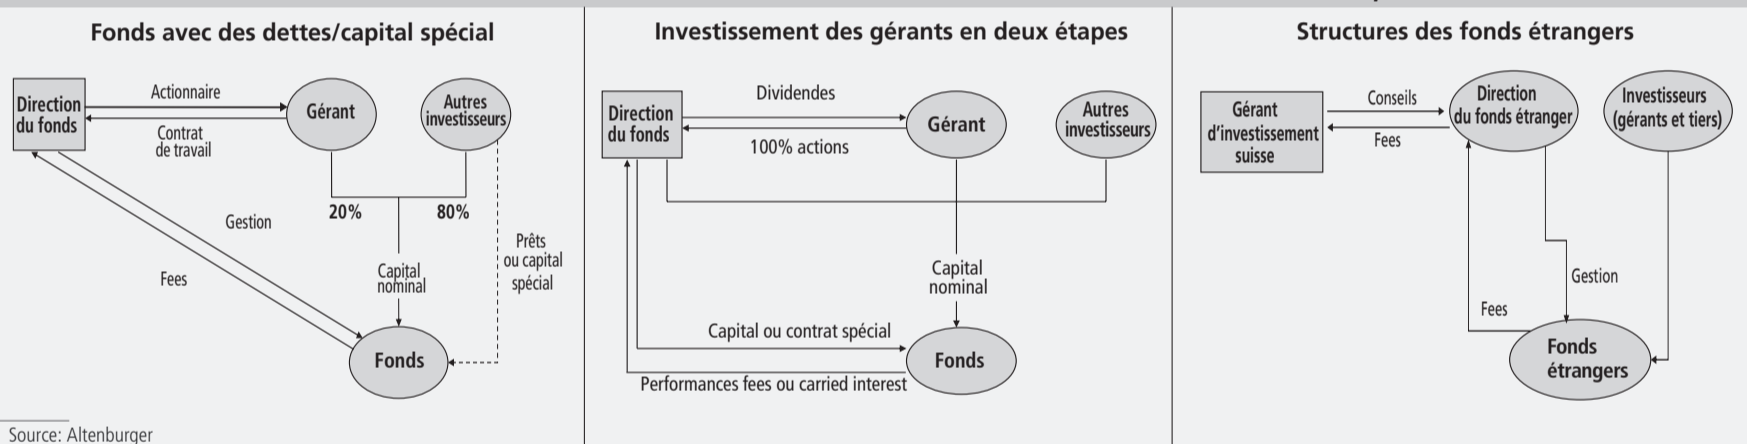 Fonds avec des dettes/capital spécial
Direction
du fonds
Actionnaire
Contrat
de travail
Gérant
Autres
investisseurs
20%
80%
Gestion
Fees
Capital
nominal
Prêts
ou capital
spécial
Fonds
Source: Altenburger
Investissement des gérants en deux étapes
Direction
du fonds
Dividendes
100% actions
Gérant
Autres
investisseurs
Capital
nominal
Capital ou contrat spécial
Performances fees ou carried interest
Fonds
Structures des fonds étrangers
Gérant
d'investissement
suisse
Conseils
Fees
Direction
du fonds étranger
Investisseurs
(gérants et tiers)
Gestion
Fees
Fonds
étrangers